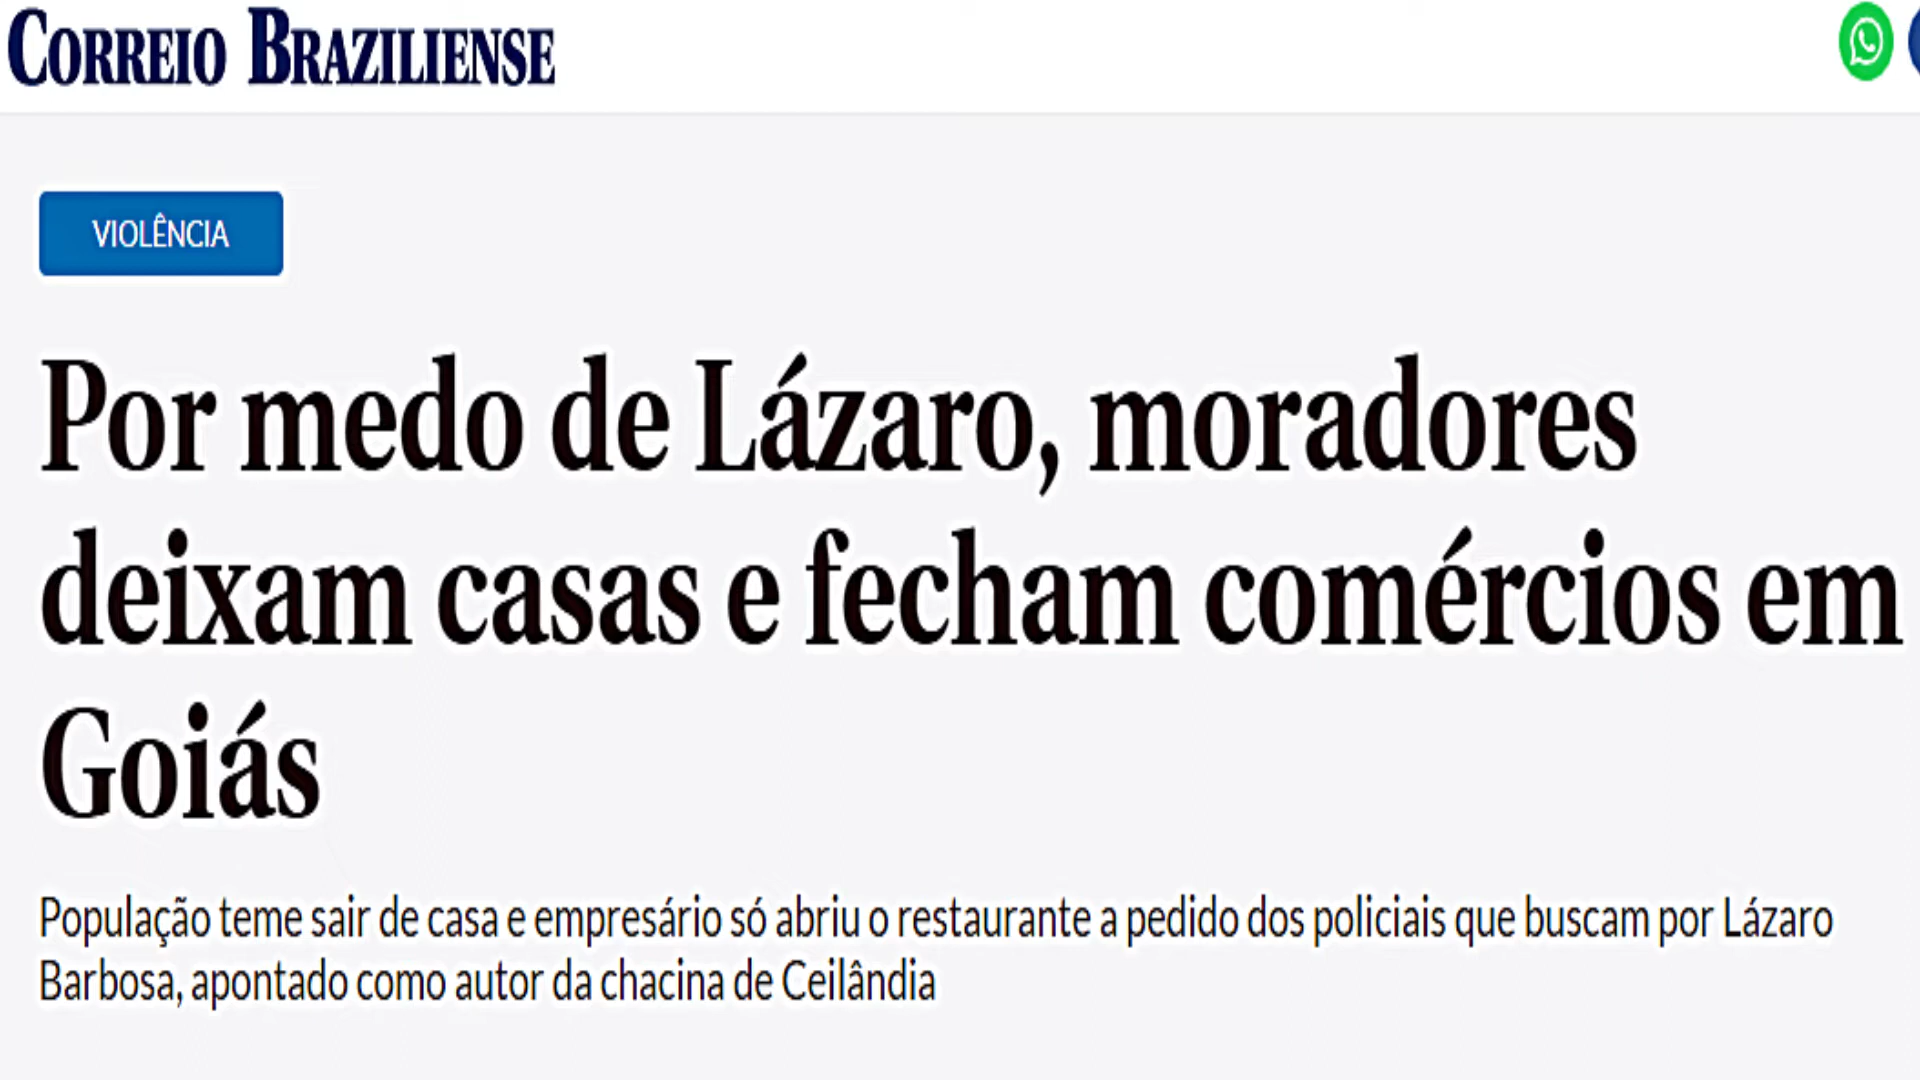 CORREIO BRAZILIENSE
VIOLÊNCIA
Por medo de Lázaro, moradores
deixam casas e fecham comércios em
Goiás
População teme sair de casa e empresário só abriu o restaurante a pedido dos policiais que buscam por Lázaro
Barbosa, apontado como autor da chacina de Ceilândia